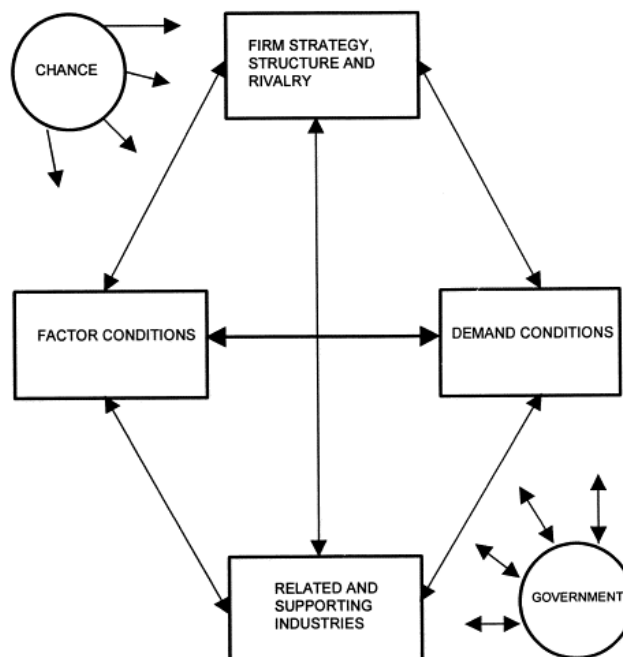 CHANCE
FIRM STRATEGY,
STRUCTURE AND
RIVALRY
FACTOR CONDITIONS
DEMAND CONDITIONS
RELATED AND
SUPPORTING
INDUSTRIES
GOVERNMENT